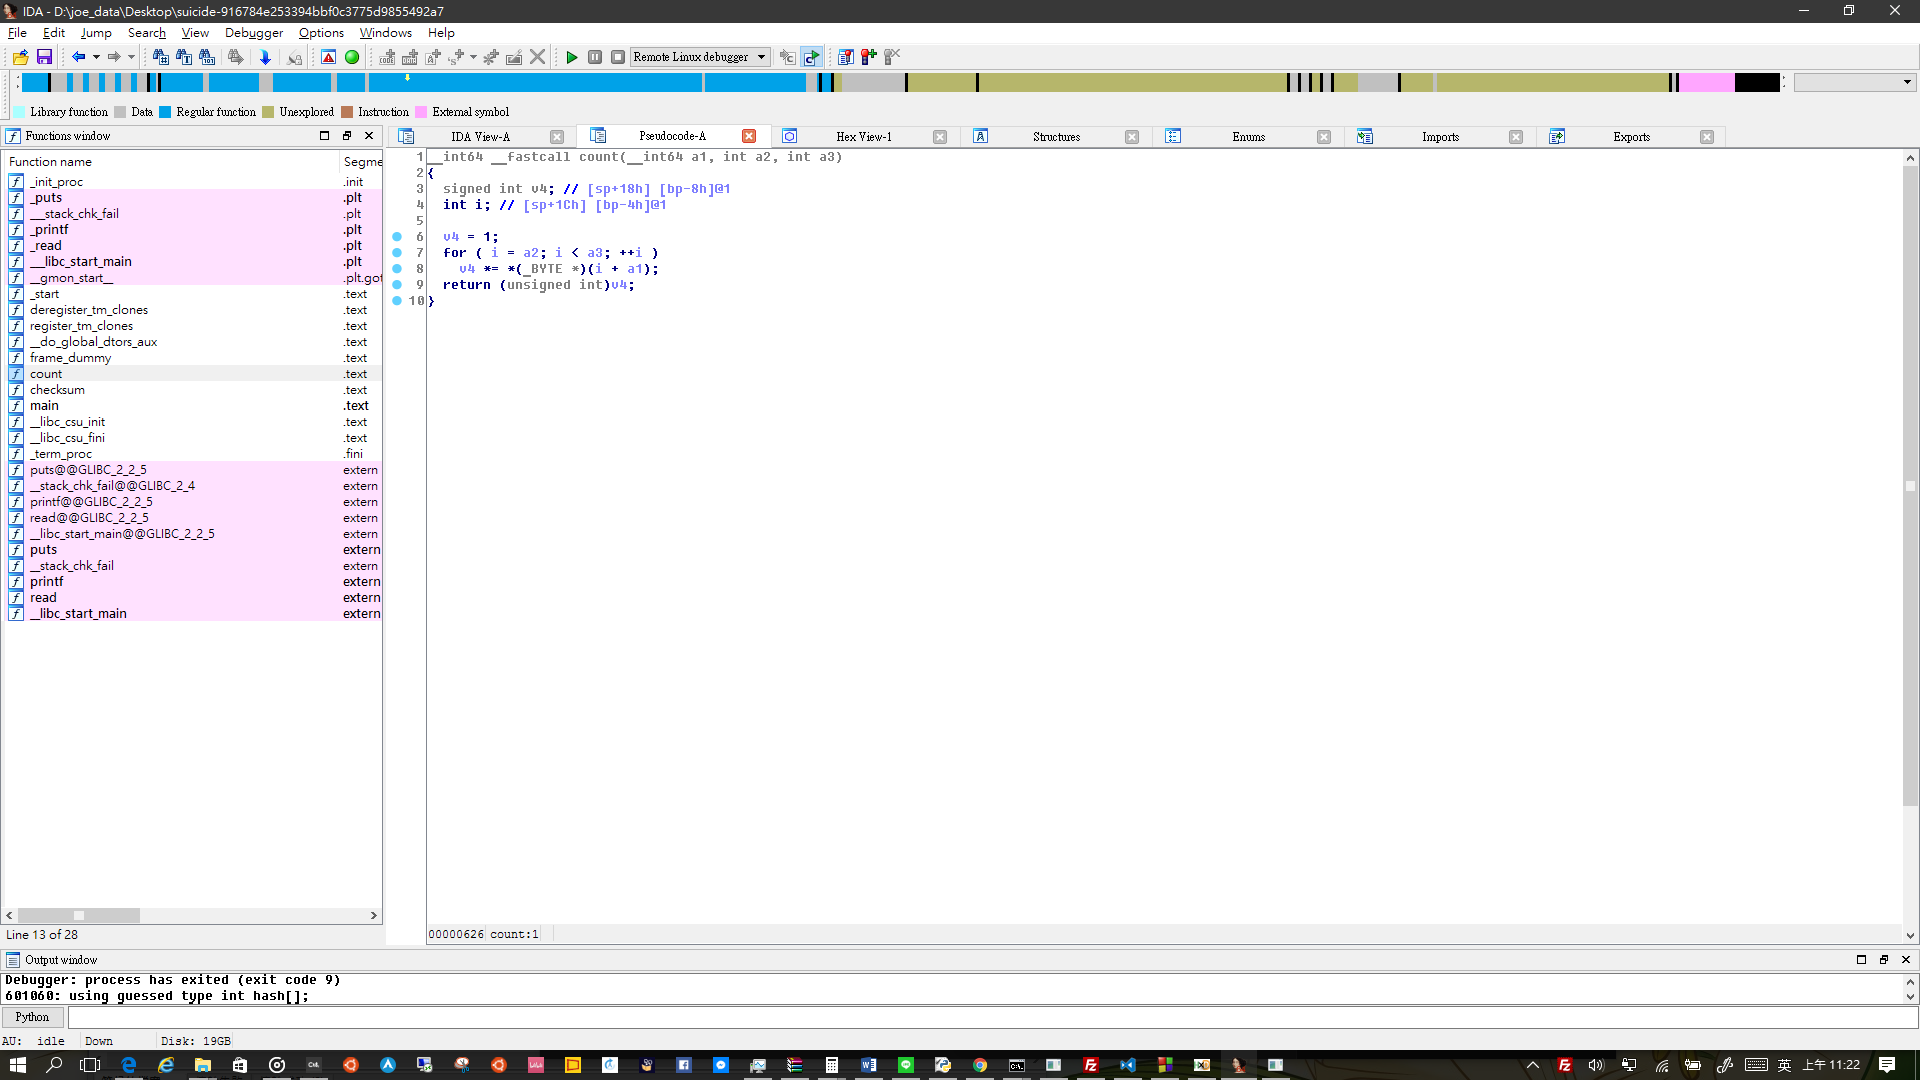 IDA - D:\joe_data\Desktop\suicide-916784e253394bbf0c3775d9855492a7
File Edit Jump Search View Debugger Options Windows Help
Remote Linux debugger
Library function Data Regular function Unexplored Instruction External symbol
Functions window
IDA View-A Pseudocode-A Hex View-1 Structures Enums Imports Exports
Function name Segme
_init_proc .init
_puts .plt
___stack_chk_fail .plt
_printf .plt
_read .plt
___libc_start_main .plt
__gmon_start__ .plt.got
_start .text
deregister_tm_clones .text
register_tm_clones .text
__do_global_dtors_aux .text
frame_dummy .text
count .text
checksum .text
main .text
__libc_csu_init .text
__libc_csu_fini .text
_term_proc .fini
puts@@GLIBC_2_2_5 extern
__stack_chk_fail@@GLIBC_2_4 extern
printf@@GLIBC_2_2_5 extern
read@@GLIBC_2_2_5 extern
__libc_start_main@@GLIBC_2_2_5 extern
puts extern
__stack_chk_fail extern
printf extern
read extern
__libc_start_main extern
Line 13 of 28
1 __int64 __fastcall count(__int64 a1, int a2, int a3)
2 {
3 signed int v4; // [sp+18h] [bp-8h]@1
4 int i; // [sp+1Ch] [bp-4h]@1
5
6 v4 = 1;
7 for ( i = a2; i < a3; ++i )
8 v4 *= *(_BYTE *)(i + a1);
9 return (unsigned int)v4;
10 }
00000626 count:1
Output window
Debugger: process has exited (exit code 9)
601060: using guessed type int hash[];
Python
AU: idle Down Disk: 19GB
英 上午 11:22